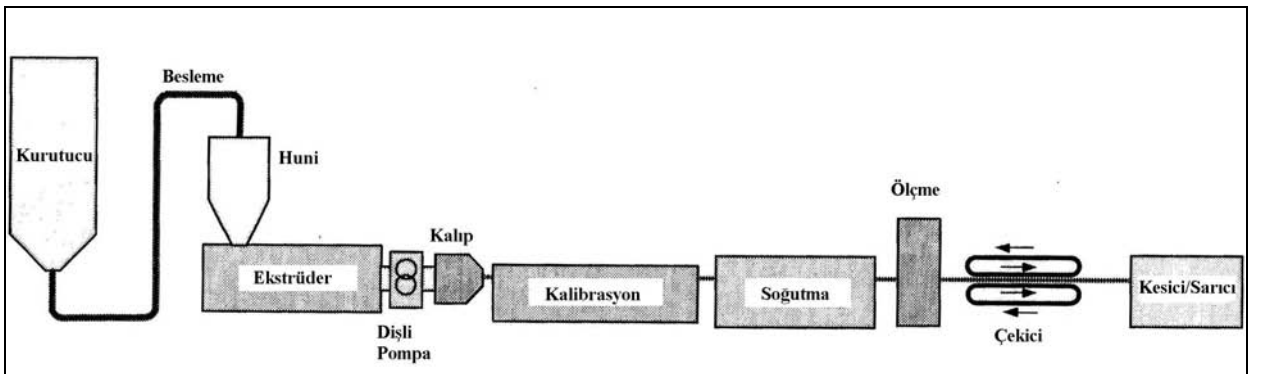 Besleme
Kurutucu
Huni
Ekstrüder
Dişli
Pompa
Kalıp
Kalibrasyon
Soğutma
Ölçme
Çekici
Kesici/Sarıcı